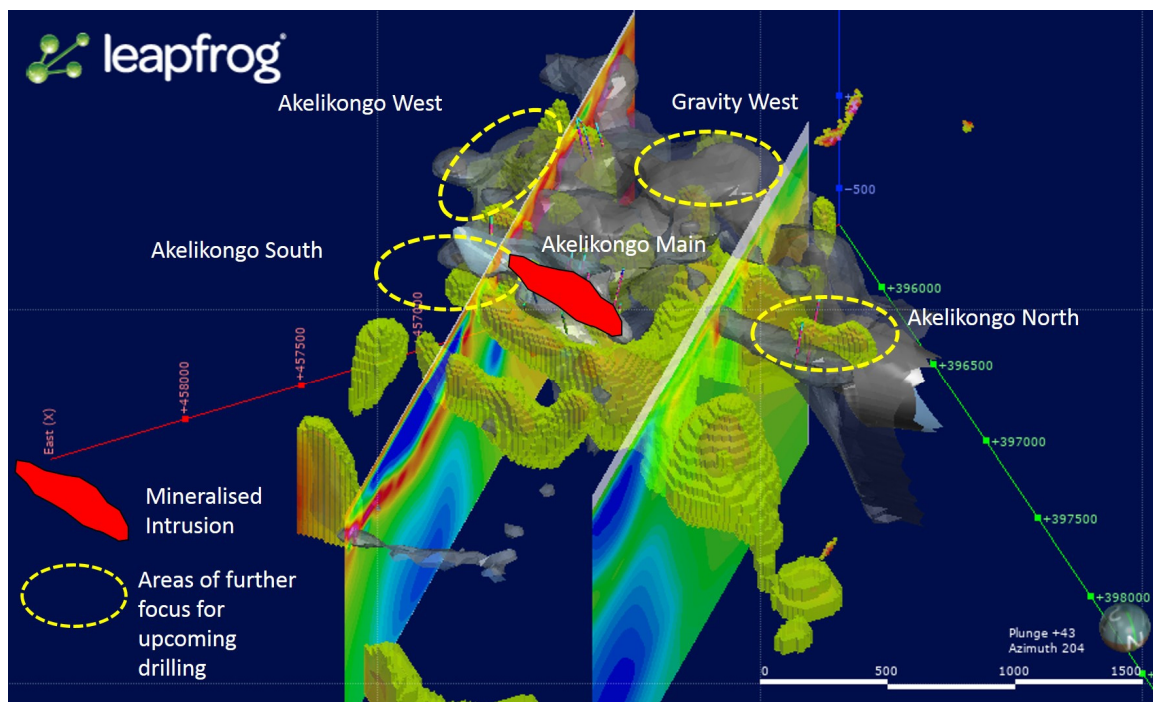 leapfrog
Akelikongo West
Gravity West
-500
Akelikongo South
Akelikongo Main
+396000
Akelikongo North
+457000
+457500
+458000
East (X)
+396500
+397000
+397500
+398000
Mineralised
Intrusion
Areas of further
focus for
upcoming
drilling
Plunge +43
Azimuth 204
0
500
1000
1500
N